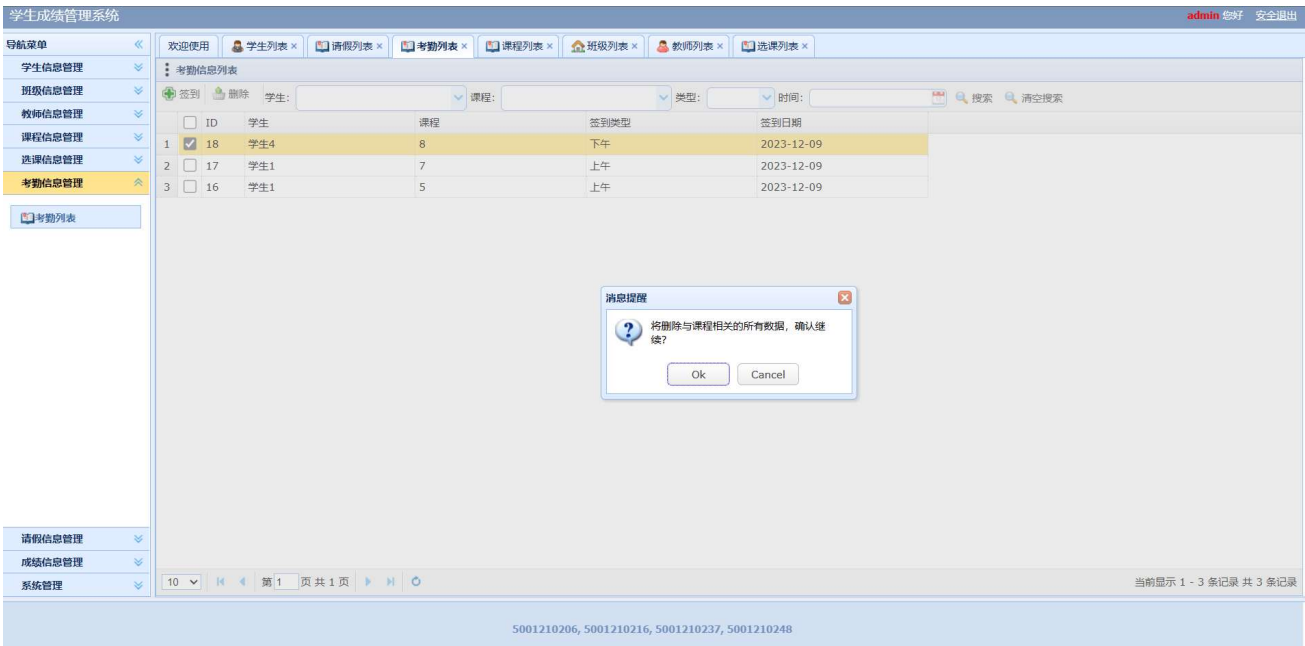 学生成绩管理系统
admin 您好 安全退出
导航菜单
学生信息管理
班级信息管理
教师信息管理
课程信息管理
选课信息管理
考勤信息管理
考勤列表
请假信息管理
成绩信息管理
系统管理
欢迎使用 学生列表 请假列表 考勤列表 课程列表 班级列表 教师列表 选课列表
考勤信息列表
签到 删除 学生: 课程: 类型: 时间: 搜索 清空搜索
ID 学生 课程 签到类型 签到日期
1 18 学生4 8 下午 2023-12-09
2 17 学生1 7 上午 2023-12-09
3 16 学生1 5 上午 2023-12-09
消息提醒
将删除与课程相关的所有数据，确认继
续?
Ok Cancel
10 第 1 页 共 1 页
当前显示 1 - 3 条记录 共 3 条记录
5001210206, 5001210216, 5001210237, 5001210248